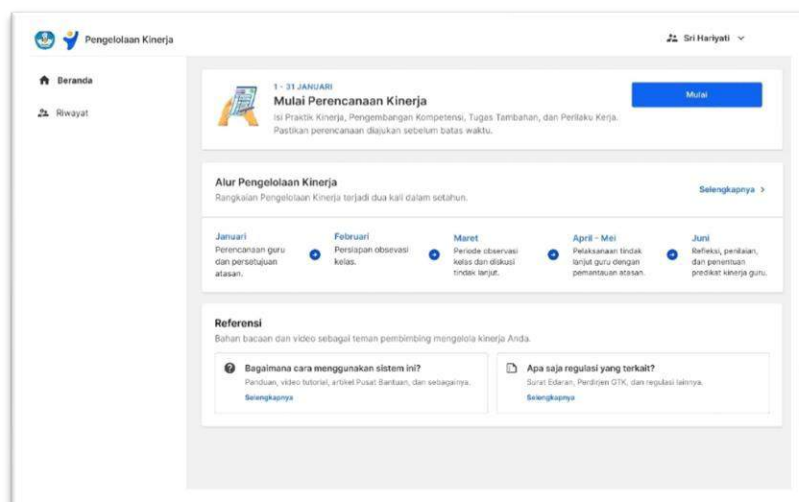 Pengelolaan Kinerja
Sri Hariyati
Beranda
Riwayat
1 - 31 JANUARI
Mulai Perencanaan Kinerja
Isi Praktik Kinerja, Pengembangan Kompetensi, Tugas Tambahan, dan Perilaku Kerja.
Pastikan perencanaan diajukan sebelum batas waktu.
Mulai
Alur Pengelolaan Kinerja
Rangkaian Pengelolaan Kinerja terjadi dua kali dalam setahun.
Selengkapnya >
Januari
Perencanaan guru
dan persetujuan
atasan.
Februari
Persiapan obsevasi
kelas.
Maret
Periode observasi
kelas dan diskusi
tindak lanjut.
April - Mei
Pelaksanaan tindak
lanjut guru dengan
pemantauan atasan.
Juni
Refleksi, penilaian,
dan penentuan
predikat kinerja guru.
Referensi
Bahan bacaan dan video sebagai teman pembimbing mengelola kinerja Anda.
Bagaimana cara menggunakan sistem ini?
Panduan, video tutorial, artikel Pusat Bantuan, dan sebagainya.
Selengkapnya
Apa saja regulasi yang terkait?
Surat Edaran, Perdirjen GTK, dan regulasi lainnya.
Selengkapnya